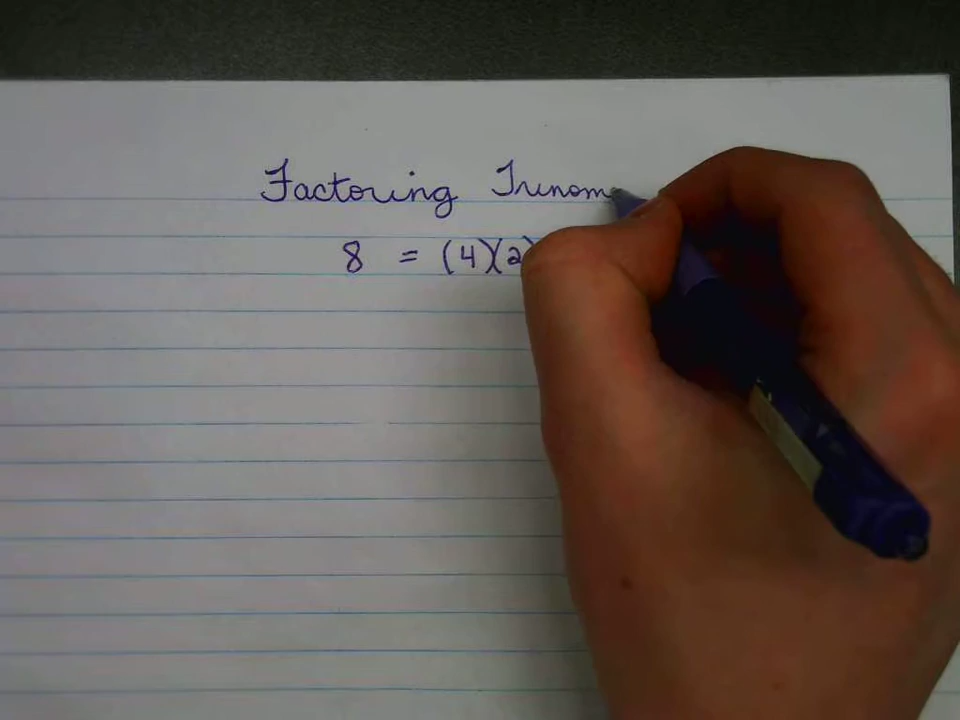 Factoring Trinom
8 = (4)(2)